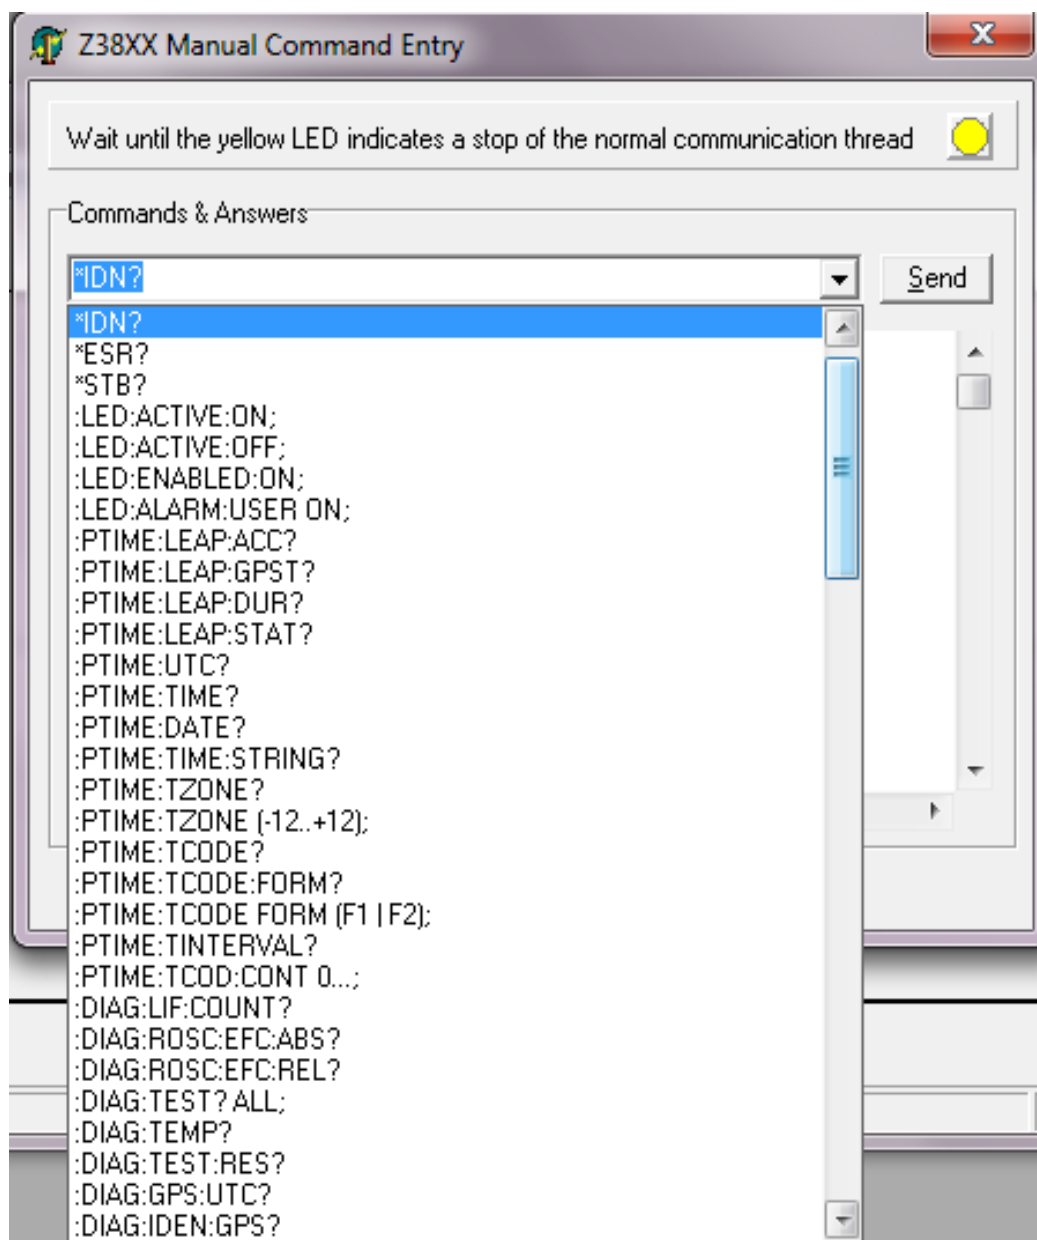 Z38XX Manual Command Entry
Wait until the yellow LED indicates a stop of the normal communication thread
Commands & Answers
*IDN?
Send
*IDN?
*ESR?
*STB?
:LED:ACTIVE:ON;
:LED:ACTIVE:OFF;
:LED:ENABLED:ON;
:LED:ALARM:USER ON;
:PTIME:LEAP:ACC?
:PTIME:LEAP:GPST?
:PTIME:LEAP:DUR?
:PTIME:LEAP:STAT?
:PTIME:UTC?
:PTIME:TIME?
:PTIME:DATE?
:PTIME:TIME:STRING?
:PTIME:TZONE?
:PTIME:TZONE (-12..+12);
:PTIME:TCODE?
:PTIME:TCODE:FORM?
:PTIME:TCODE FORM (F1 | F2);
:PTIME:TINTERVAL?
:PTIME:TCOD:CONT 0...;
:DIAG:LIF:COUNT?
:DIAG:ROSC:EFC:ABS?
:DIAG:ROSC:EFC:REL?
:DIAG:TEST? ALL;
:DIAG:TEMP?
:DIAG:TEST:RES?
:DIAG:GPS:UTC?
:DIAG:IDEN:GPS?